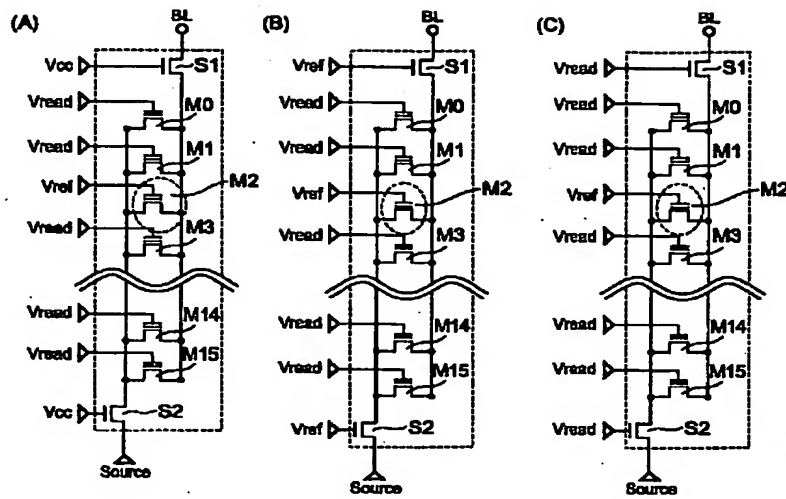 (A)
BL
Vcc
S1
Vread
M0
Vread
M1
Vref
M2
Vread
M3
Vread
M14
Vread
M15
Vcc
S2
Source
(B)
BL
Vref
S1
Vread
M0
Vread
M1
Vref
M2
Vread
M3
Vread
M14
Vread
M15
Vref
S2
Source
(C)
BL
Vread
S1
Vread
M0
Vread
M1
Vref
M2
Vread
M3
Vread
M14
Vread
M15
Vread
S2
Source